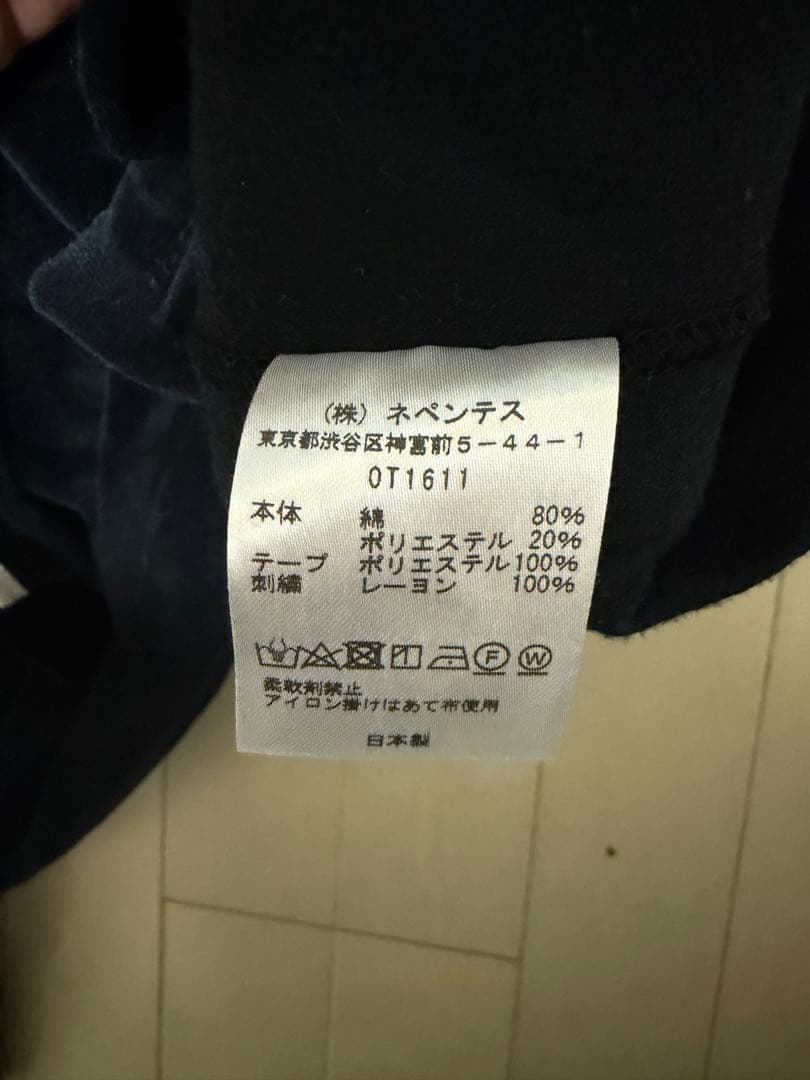 (株) ネペンテス
東京都渋谷区神宮前5-44-1
OT1611
本体 綿 80%
ポリエステル 20%
テープ ポリエステル100%
刺繍 レーヨン 100%
F W
柔軟剤禁止
アイロン掛けはあて布使用
日本製